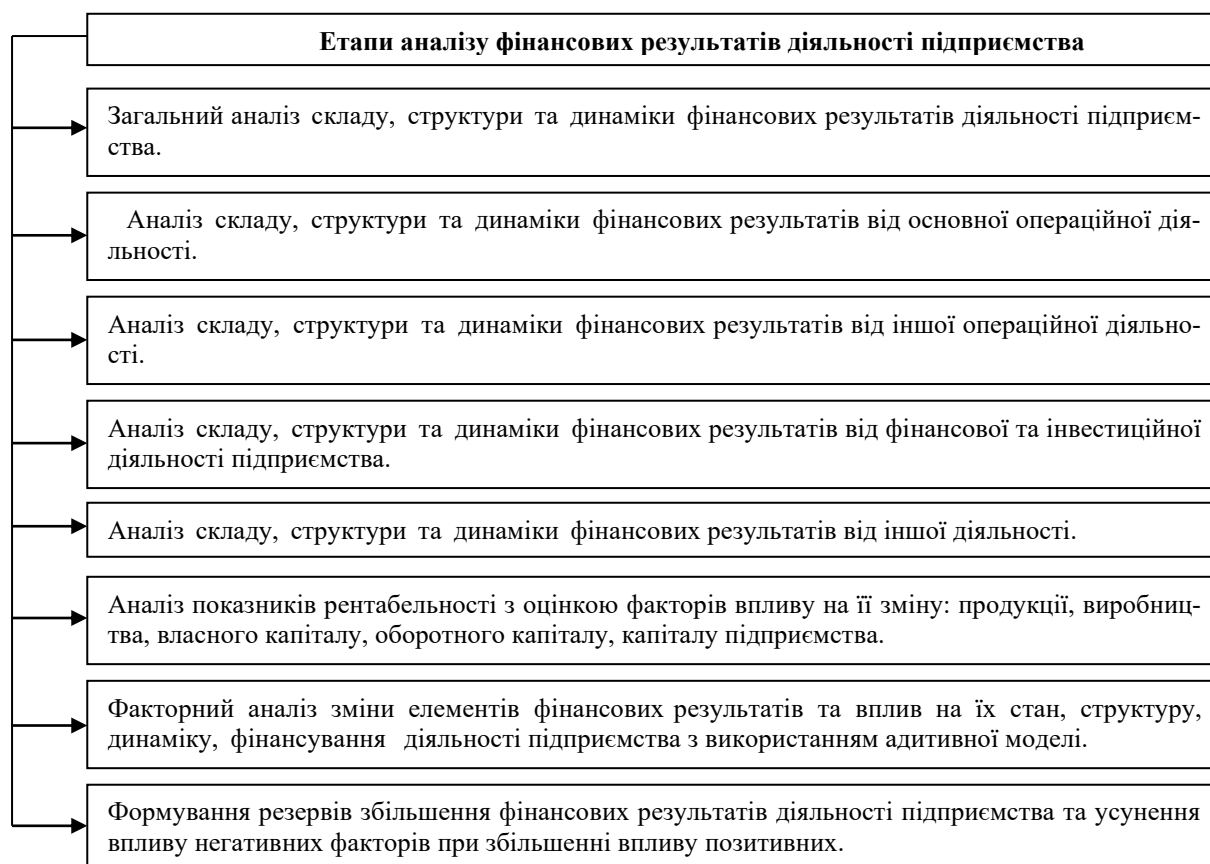 Етапи аналізу фінансових результатів діяльності підприємства
Загальний аналіз складу, структури та динаміки фінансових результатів діяльності підприєм-
ства.
Аналіз складу, структури та динаміки фінансових результатів від основної операційної дія-
льності.
Аналіз складу, структури та динаміки фінансових результатів від іншої операційної діяльно-
сті.
Аналіз складу, структури та динаміки фінансових результатів від фінансової та інвестиційної
діяльності підприємства.
Аналіз складу, структури та динаміки фінансових результатів від іншої діяльності.
Аналіз показників рентабельності з оцінкою факторів впливу на її зміну: продукції, виробниц-
тва, власного капіталу, оборотного капіталу, капіталу підприємства.
Факторний аналіз зміни елементів фінансових результатів та вплив на їх стан, структуру,
динаміку, фінансування діяльності підприємства з використанням адитивної моделі.
Формування резервів збільшення фінансових результатів діяльності підприємства та усунення
впливу негативних факторів при збільшенні впливу позитивних.